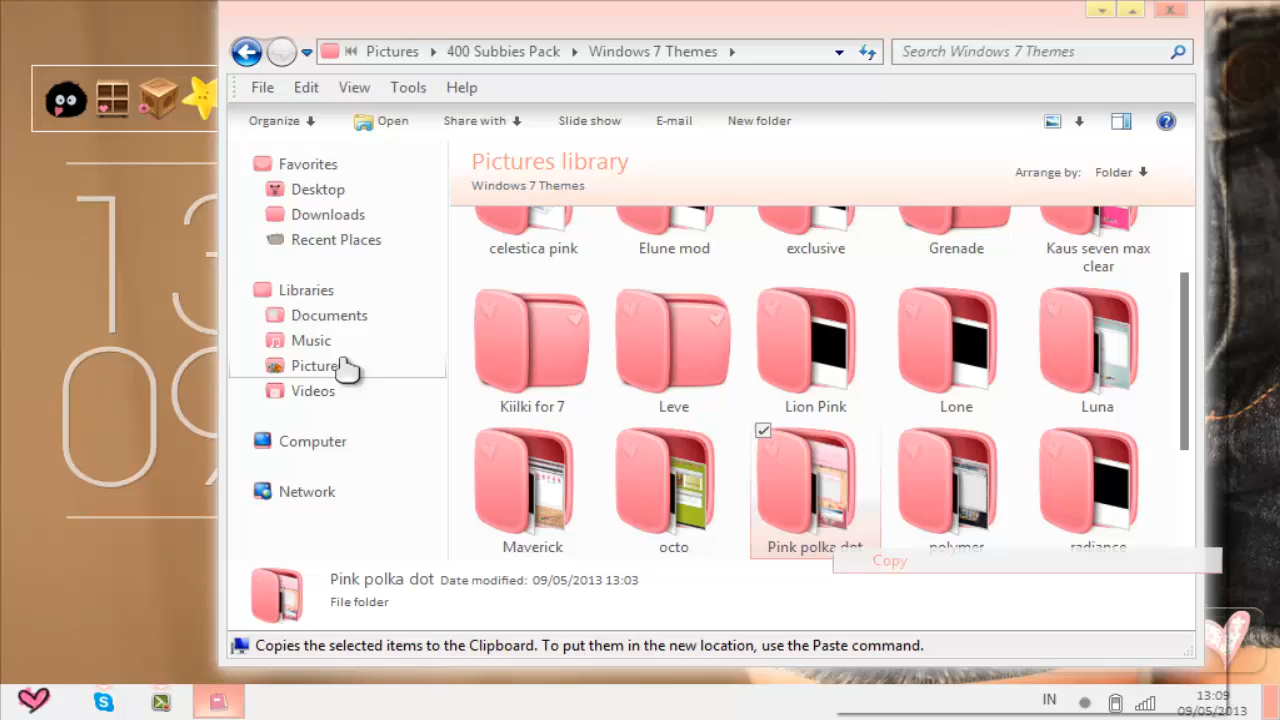 Pictures 400 Subbies Pack Windows 7 Themes
Search Windows 7 Themes
File Edit View Tools Help
Organize Open Share with Slide show E-mail New folder
Favorites
Desktop
Downloads
Recent Places
Libraries
Documents
Music
Picture
Videos
Computer
Network
Pictures library
Windows 7 Themes
Arrange by: Folder
celestica pink Elune mod exclusive Grenade Kaus seven max
clear
Kiilki for 7 Leve Lion Pink Lone Luna
Maverick octo Pink polka dot polymer radiance
Copy
Pink polka dot Date modified: 09/05/2013 13:03
File folder
Copies the selected items to the Clipboard. To put them in the new location, use the Paste command.
IN
13:09
09/05/2013
13
09